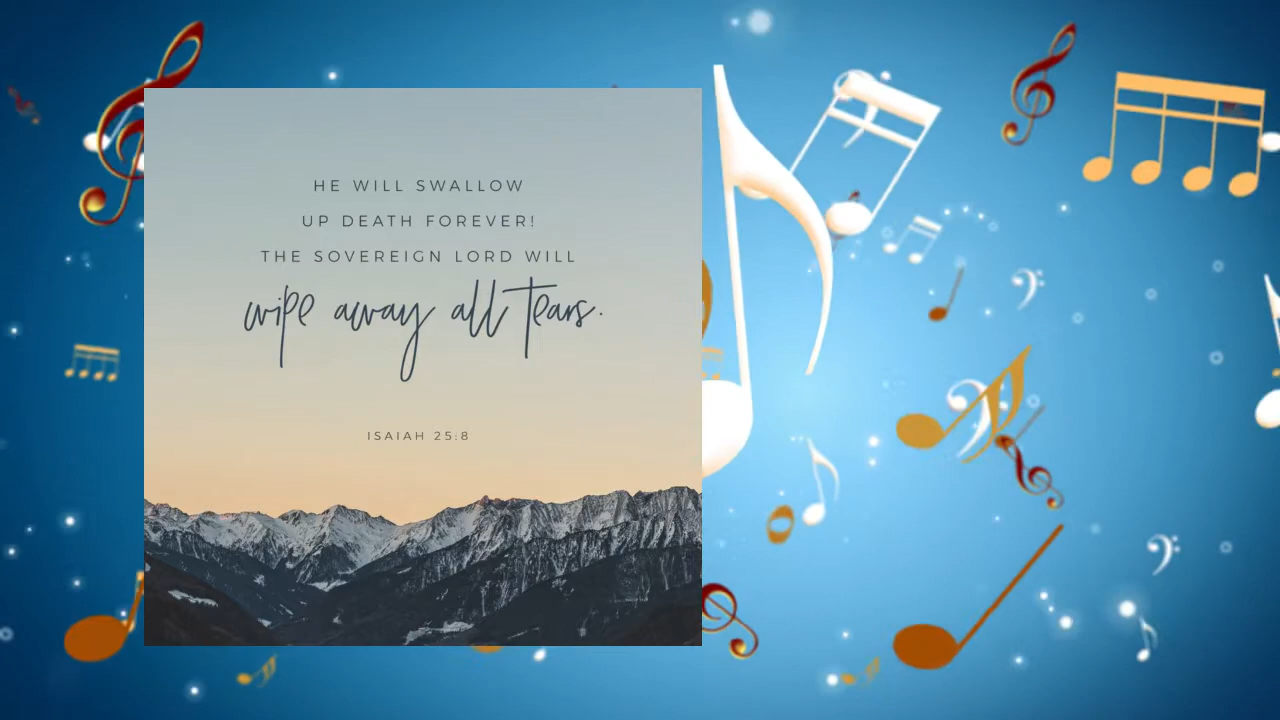 HE WILL SWALLOW
UP DEATH FOREVER!
THE SOVEREIGN LORD WILL
wipe away all tears.
ISAIAH 25:8